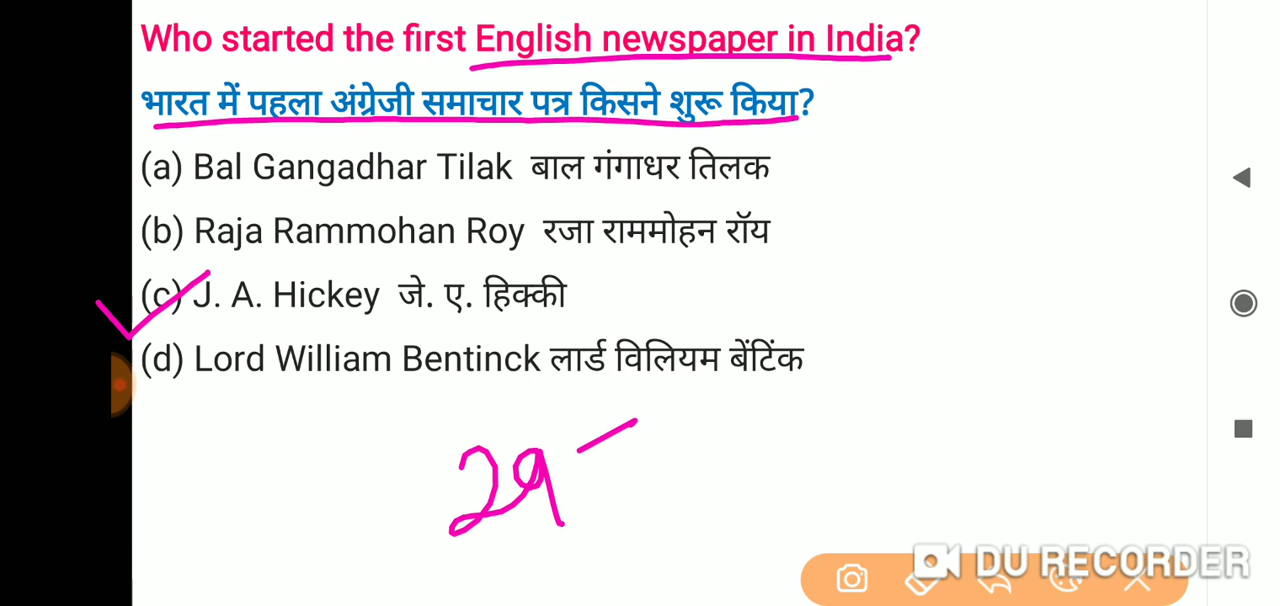 Who started the first English newspaper in India?
भारत में पहला अंग्रेजी समाचार पत्र किसने शुरू किया?
(a) Bal Gangadhar Tilak बाल गंगाधर तिलक
(b) Raja Rammohan Roy रजा राममोहन रॉय
(c) J. A. Hickey जे. ए. हिक्की
(d) Lord William Bentinck लार्ड विलियम बेंटिंक
29
DU RECORDER